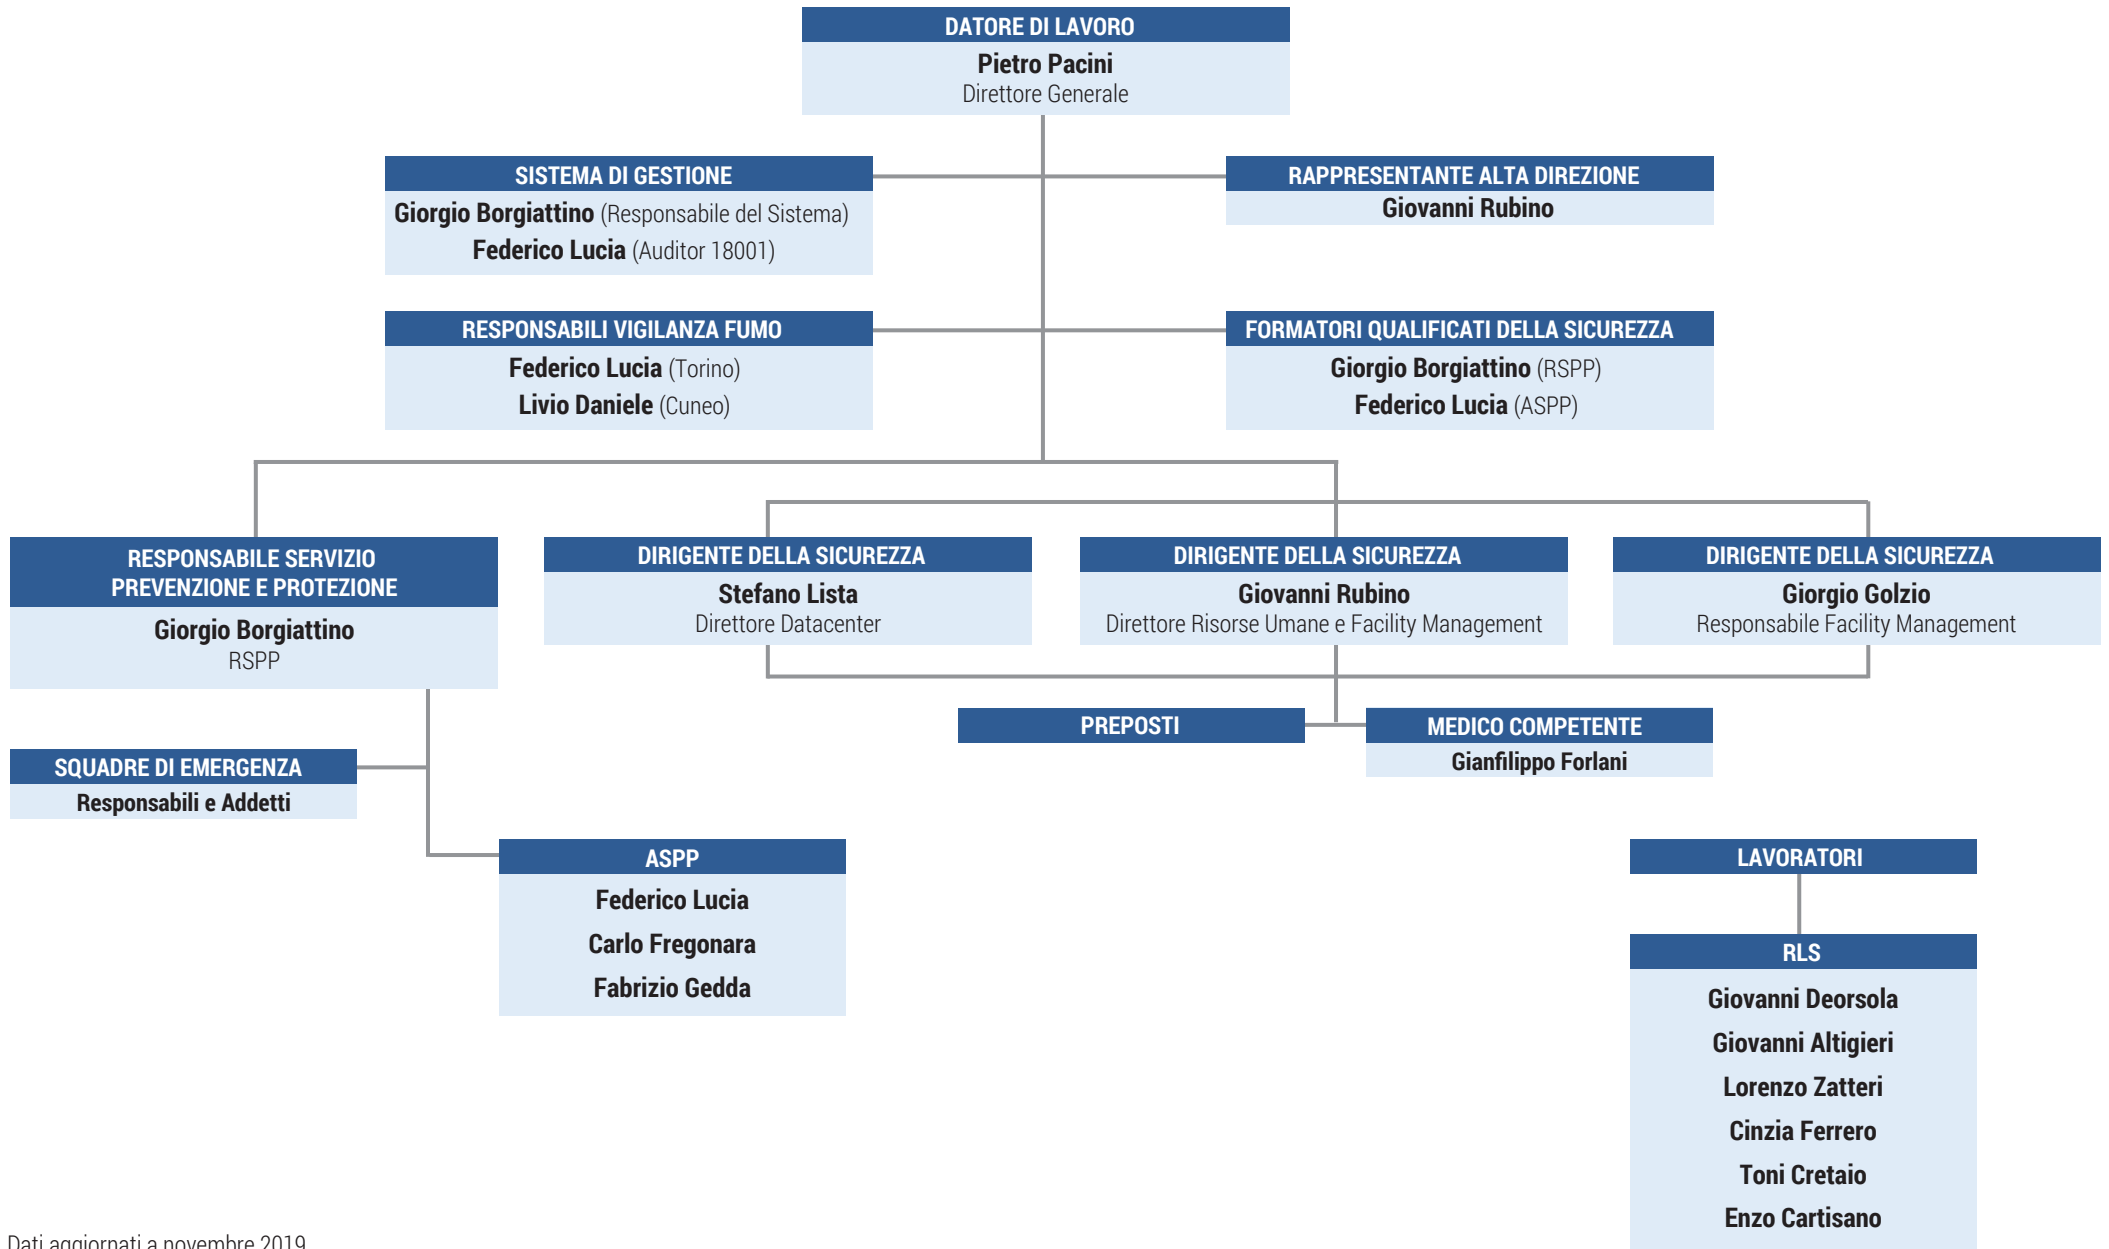 DATORE DI LAVORO
Pietro Pacini
Direttore Generale
SISTEMA DI GESTIONE
Giorgio Borgiattino (Responsabile del Sistema)
Federico Lucia (Auditor 18001)
RAPPRESENTANTE ALTA DIREZIONE
Giovanni Rubino
RESPONSABILI VIGILANZA FUMO
Federico Lucia (Torino)
Livio Daniele (Cuneo)
FORMATORI QUALIFICATI DELLA SICUREZZA
Giorgio Borgiattino (RSPP)
Federico Lucia (ASPP)
RESPONSABILE SERVIZIO
PREVENZIONE E PROTEZIONE
Giorgio Borgiattino
RSPP
DIRIGENTE DELLA SICUREZZA
Stefano Lista
Direttore Datacenter
DIRIGENTE DELLA SICUREZZA
Giovanni Rubino
Direttore Risorse Umane e Facility Management
DIRIGENTE DELLA SICUREZZA
Giorgio Golzio
Responsabile Facility Management
PREPOSTI
MEDICO COMPETENTE
Gianfilippo Forlani
SQUADRE DI EMERGENZA
Responsabili e Addetti
ASPP
Federico Lucia
Carlo Fregonara
Fabrizio Gedda
LAVORATORI
RLS
Giovanni Deorsola
Giovanni Altigieri
Lorenzo Zatteri
Cinzia Ferrero
Toni Cretaio
Enzo Cartisano
Dati aggiornati a novembre 2019